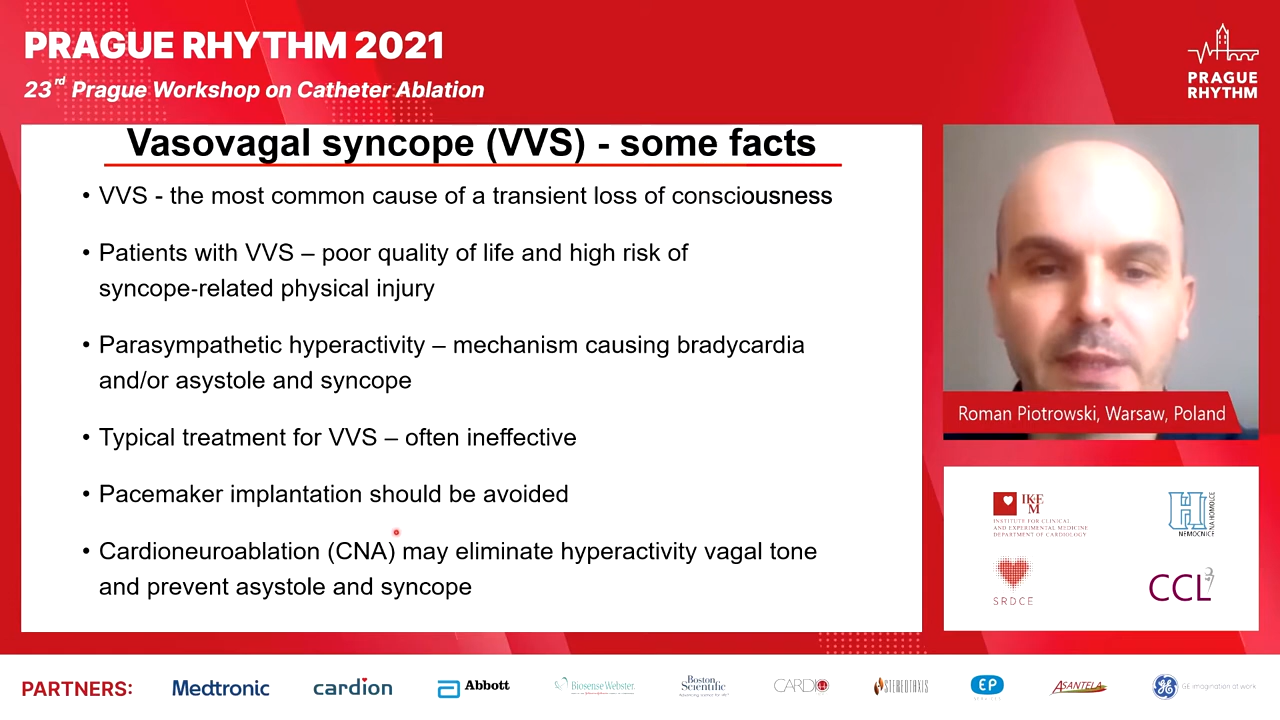 PRAGUE RHYTHM 2021
23rd Prague Workshop on Catheter Ablation
PRAGUE
RHYTHM
Vasovagal syncope (VVS) - some facts
• VVS - the most common cause of a transient loss of consciousness
• Patients with VVS – poor quality of life and high risk of
syncope-related physical injury
• Parasympathetic hyperactivity – mechanism causing bradycardia
and/or asystole and syncope
• Typical treatment for VVS – often ineffective
• Pacemaker implantation should be avoided
• Cardioneuroablation (CNA) may eliminate hyperactivity vagal tone
and prevent asystole and syncope
Roman Piotrowski, Warsaw, Poland
IKEM
INSTITUTE FOR CLINICAL
AND EXPERIMENTAL MEDICINE
DEPARTMENT OF CARDIOLOGY
H
NA HOMOLCE
NEMOCNICE
SRDCE
CCL
PARTNERS:
Medtronic
cardion
Abbott
Biosense Webster
Boston
Scientific
CARDIO
STEREOTAXIS
EP
SERVICES
ASANTELA
GE imagination at work